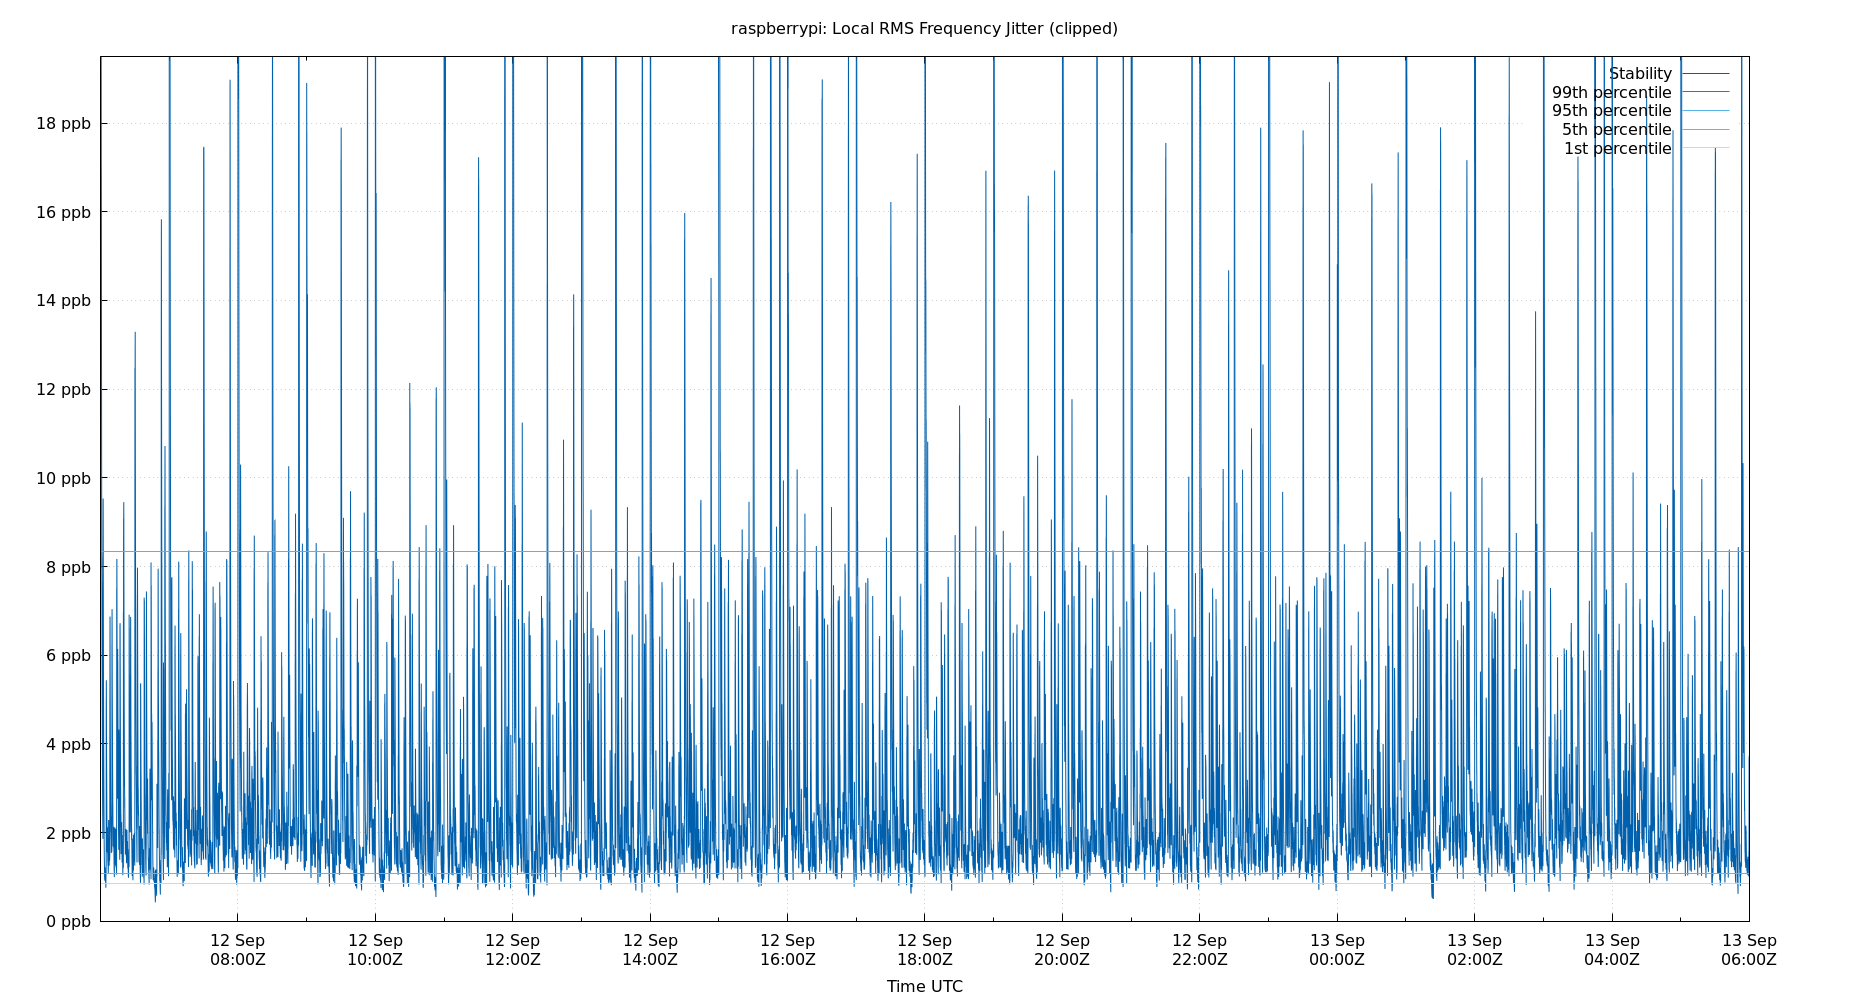 raspberrypi: Local RMS Frequency Jitter (clipped)
Stability
99th percentile
95th percentile
5th percentile
1st percentile
18 ppb
16 ppb
14 ppb
12 ppb
10 ppb
8 ppb
6 ppb
4 ppb
2 ppb
0 ppb
12 Sep 12 Sep 12 Sep 12 Sep 12 Sep 12 Sep 12 Sep 12 Sep 13 Sep 13 Sep 13 Sep 13 Sep
08:00Z 10:00Z 12:00Z 14:00Z 16:00Z 18:00Z 20:00Z 22:00Z 00:00Z 02:00Z 04:00Z 06:00Z
Time UTC